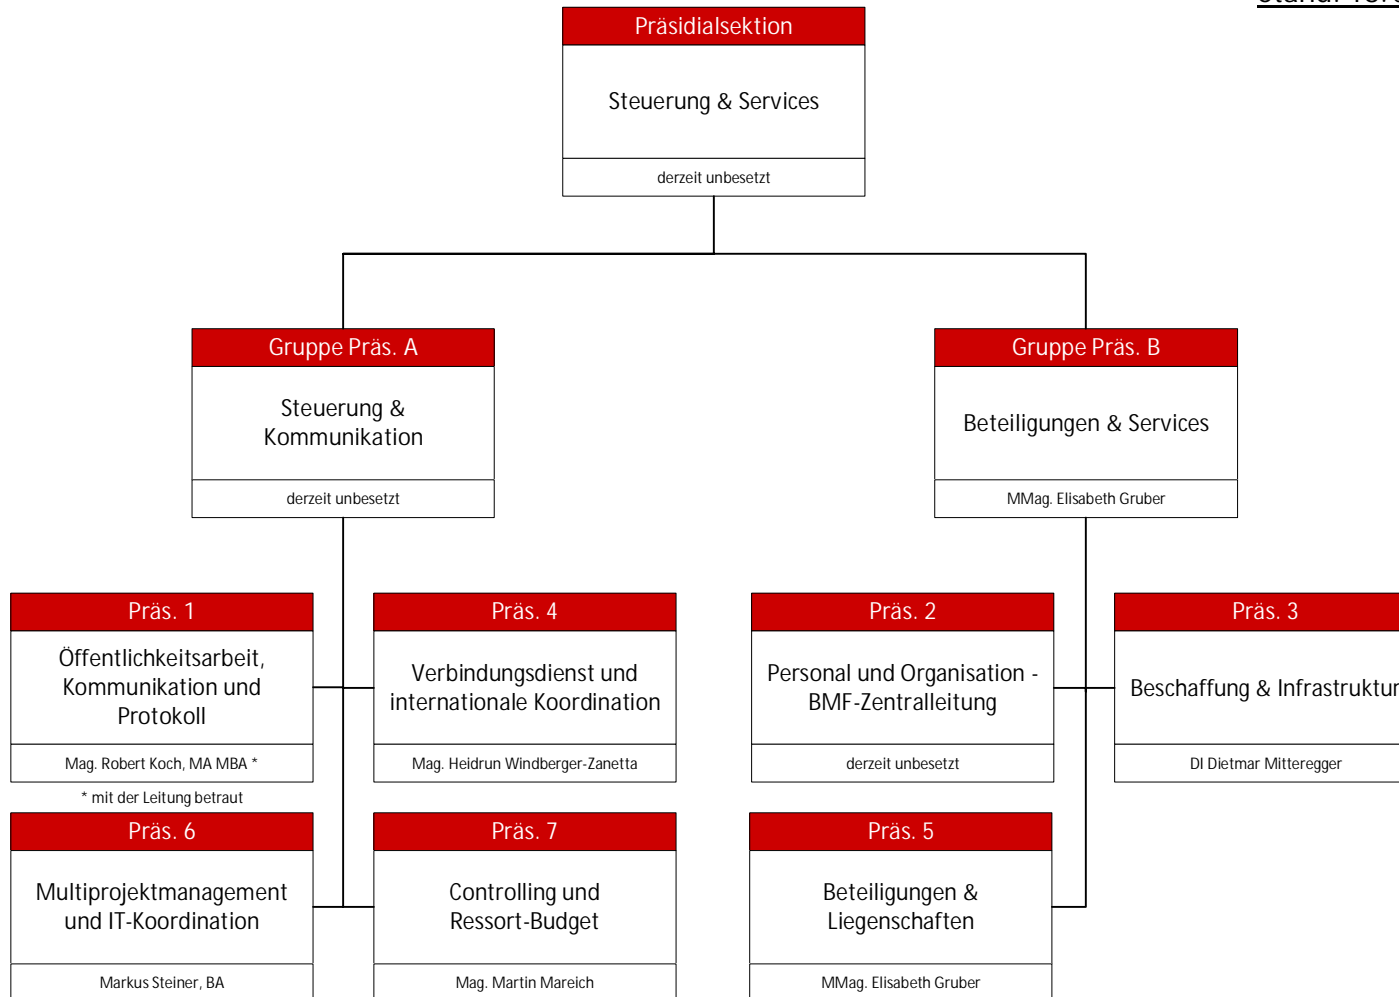 Präsidialsektion
Steuerung & Services
derzeit unbesetzt
Gruppe Präs. A
Steuerung &
Kommunikation
derzeit unbesetzt
Gruppe Präs. B
Beteiligungen & Services
MMag. Elisabeth Gruber
Präs. 1
Öffentlichkeitsarbeit,
Kommunikation und
Protokoll
Mag. Robert Koch, MA MBA *
* mit der Leitung betraut
Präs. 4
Verbindungsdienst und
internationale Koordination
Mag. Heidrun Windberger-Zanetta
Präs. 2
Personal und Organisation -
BMF-Zentralleitung
derzeit unbesetzt
Präs. 3
Beschaffung & Infrastruktur
DI Dietmar Mitteregger
Präs. 6
Multiprojektmanagement
und IT-Koordination
Markus Steiner, BA
Präs. 7
Controlling und
Ressort-Budget
Mag. Martin Mareich
Präs. 5
Beteiligungen &
Liegenschaften
MMag. Elisabeth Gruber